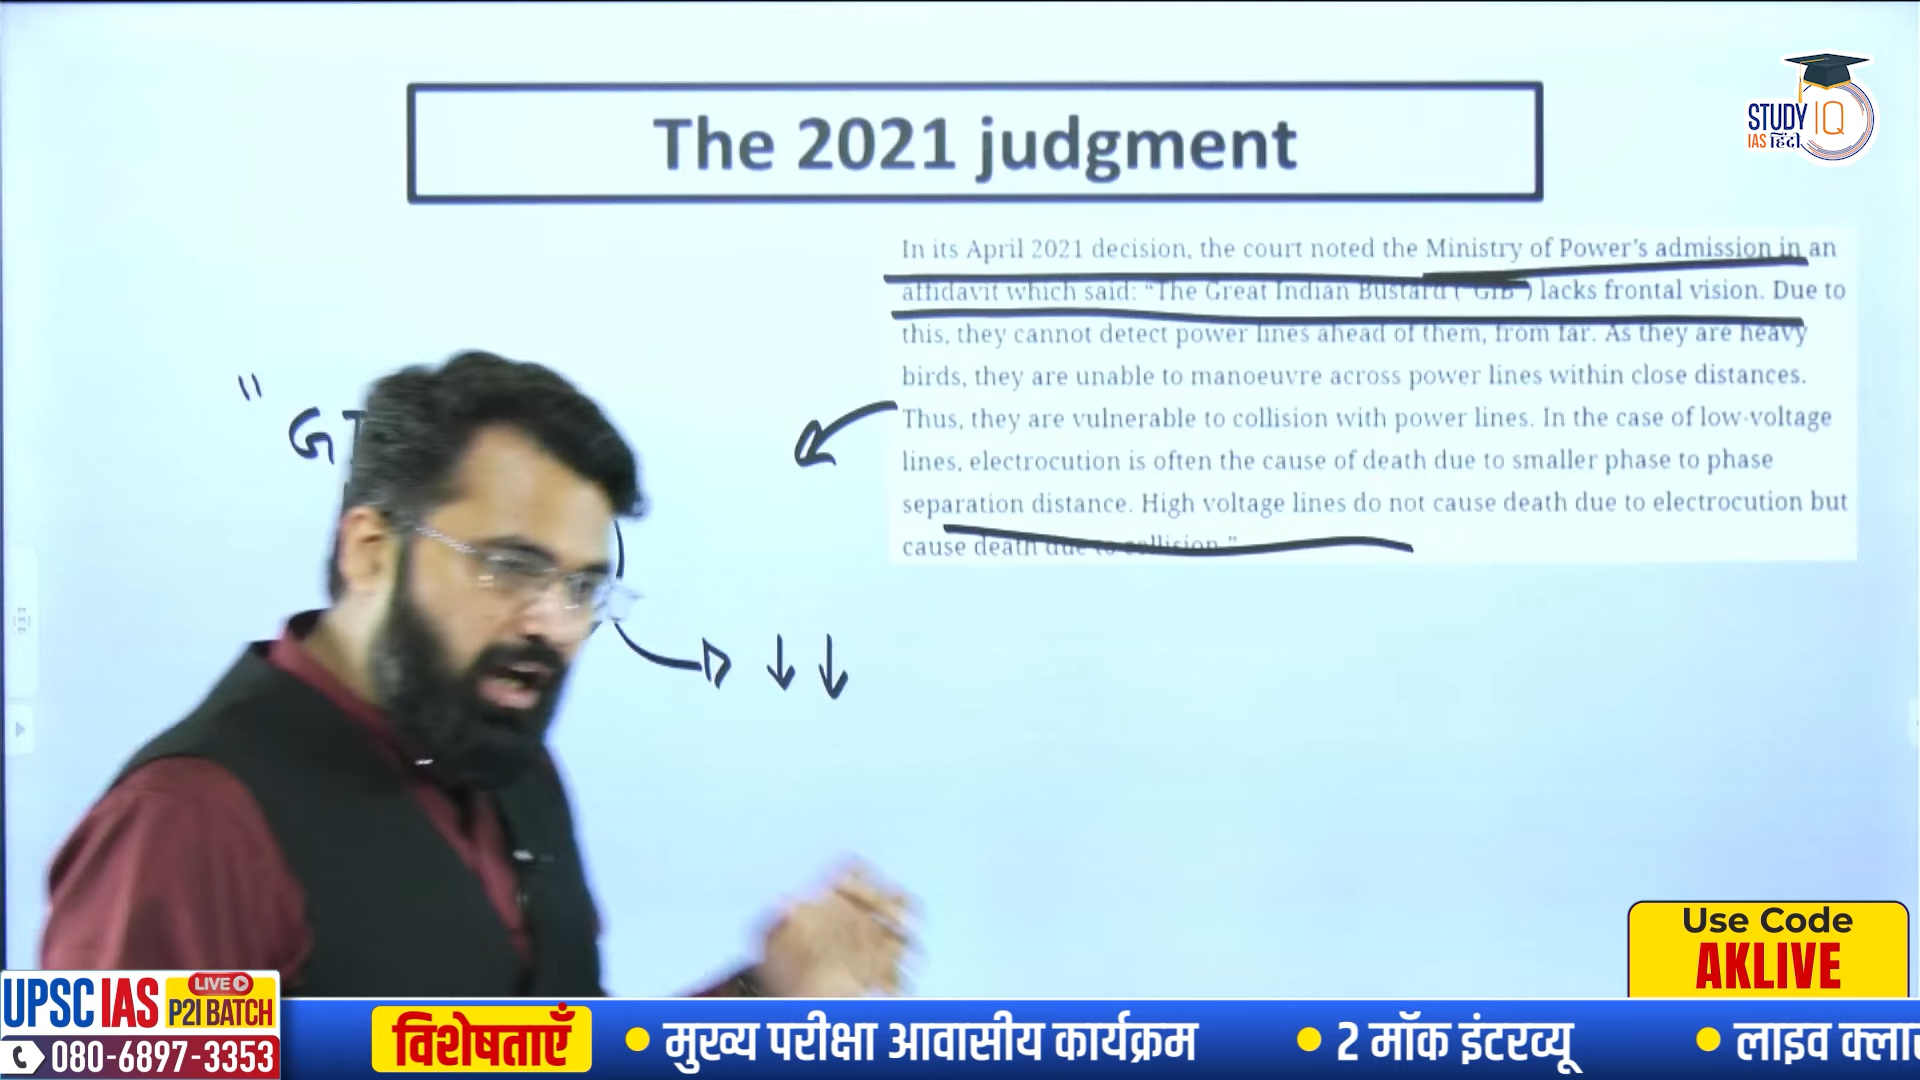 The 2021 judgment
STUDY IQ
IAS हिंदी
In its April 2021 decision, the court noted the Ministry of Power's admission in an
affidavit which said: “The Great Indian Bustard (“GIB”) lacks frontal vision. Due to
this, they cannot detect power lines ahead of them, from far. As they are heavy
birds, they are unable to manoeuvre across power lines within close distances.
Thus, they are vulnerable to collision with power lines. In the case of low-voltage
lines, electrocution is often the cause of death due to smaller phase to phase
separation distance. High voltage lines do not cause death due to electrocution but
cause death due to collision.”
" GI
Use Code
AKLIVE
UPSC IAS LIVE P2I BATCH
080-6897-3353
विशेषताएँ • मुख्य परीक्षा आवासीय कार्यक्रम • 2 मॉक इंटरव्यू • लाइव क्ला